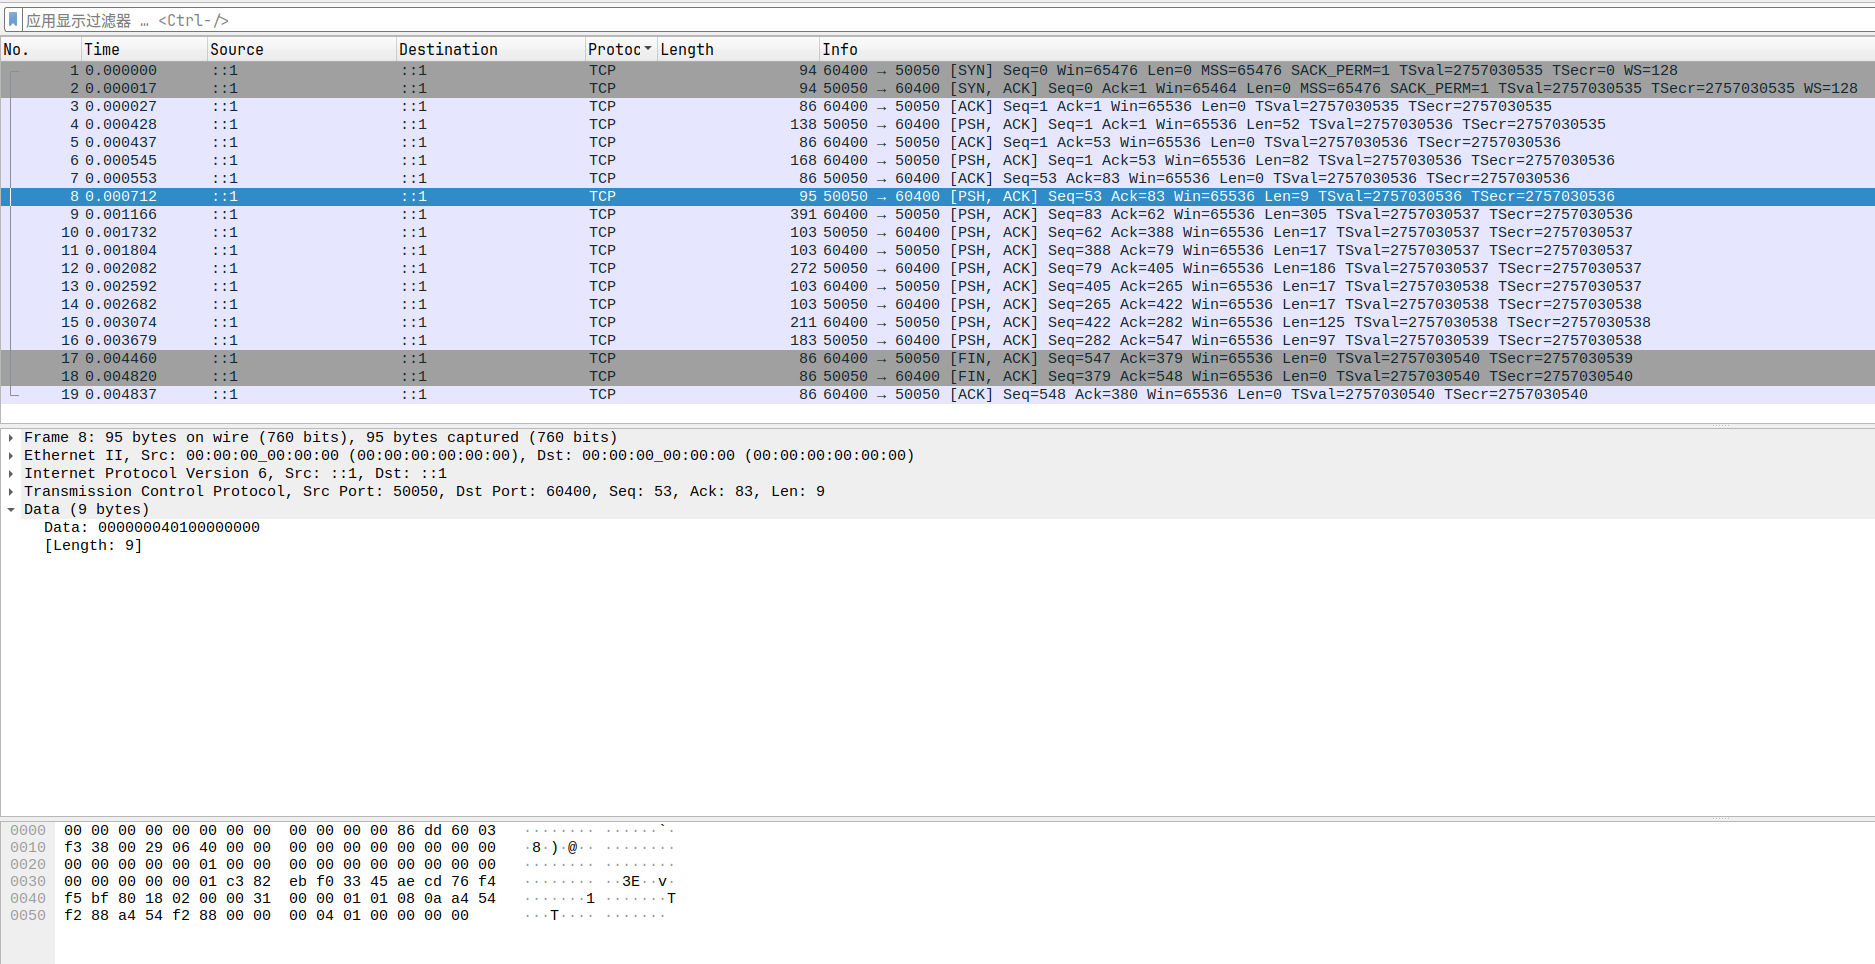 应用显示过滤器 … <Ctrl-/>
No. Time Source Destination Protoc Length Info
1 0.000000 ::1 ::1 TCP 94 60400 → 50050 [SYN] Seq=0 Win=65476 Len=0 MSS=65476 SACK_PERM=1 TSval=2757030535 TSecr=0 WS=128
2 0.000017 ::1 ::1 TCP 94 50050 → 60400 [SYN, ACK] Seq=0 Ack=1 Win=65464 Len=0 MSS=65476 SACK_PERM=1 TSval=2757030535 TSecr=2757030535 WS=128
3 0.000027 ::1 ::1 TCP 86 60400 → 50050 [ACK] Seq=1 Ack=1 Win=65536 Len=0 TSval=2757030535 TSecr=2757030535
4 0.000428 ::1 ::1 TCP 138 50050 → 60400 [PSH, ACK] Seq=1 Ack=1 Win=65536 Len=52 TSval=2757030536 TSecr=2757030535
5 0.000437 ::1 ::1 TCP 86 60400 → 50050 [ACK] Seq=1 Ack=53 Win=65536 Len=0 TSval=2757030536 TSecr=2757030536
6 0.000545 ::1 ::1 TCP 168 60400 → 50050 [PSH, ACK] Seq=1 Ack=53 Win=65536 Len=82 TSval=2757030536 TSecr=2757030536
7 0.000553 ::1 ::1 TCP 86 50050 → 60400 [ACK] Seq=53 Ack=83 Win=65536 Len=0 TSval=2757030536 TSecr=2757030536
8 0.000712 ::1 ::1 TCP 95 50050 → 60400 [PSH, ACK] Seq=53 Ack=83 Win=65536 Len=9 TSval=2757030536 TSecr=2757030536
9 0.001166 ::1 ::1 TCP 391 60400 → 50050 [PSH, ACK] Seq=83 Ack=62 Win=65536 Len=305 TSval=2757030537 TSecr=2757030536
10 0.001732 ::1 ::1 TCP 103 50050 → 60400 [PSH, ACK] Seq=62 Ack=388 Win=65536 Len=17 TSval=2757030537 TSecr=2757030537
11 0.001804 ::1 ::1 TCP 103 60400 → 50050 [PSH, ACK] Seq=388 Ack=79 Win=65536 Len=17 TSval=2757030537 TSecr=2757030537
12 0.002082 ::1 ::1 TCP 272 50050 → 60400 [PSH, ACK] Seq=79 Ack=405 Win=65536 Len=186 TSval=2757030537 TSecr=2757030537
13 0.002592 ::1 ::1 TCP 103 60400 → 50050 [PSH, ACK] Seq=405 Ack=265 Win=65536 Len=17 TSval=2757030538 TSecr=2757030537
14 0.002682 ::1 ::1 TCP 103 50050 → 60400 [PSH, ACK] Seq=265 Ack=422 Win=65536 Len=17 TSval=2757030538 TSecr=2757030538
15 0.003074 ::1 ::1 TCP 211 60400 → 50050 [PSH, ACK] Seq=422 Ack=282 Win=65536 Len=125 TSval=2757030538 TSecr=2757030538
16 0.003679 ::1 ::1 TCP 183 50050 → 60400 [PSH, ACK] Seq=282 Ack=547 Win=65536 Len=97 TSval=2757030539 TSecr=2757030538
17 0.004460 ::1 ::1 TCP 86 60400 → 50050 [FIN, ACK] Seq=547 Ack=379 Win=65536 Len=0 TSval=2757030540 TSecr=2757030539
18 0.004820 ::1 ::1 TCP 86 50050 → 60400 [FIN, ACK] Seq=379 Ack=548 Win=65536 Len=0 TSval=2757030540 TSecr=2757030540
19 0.004837 ::1 ::1 TCP 86 60400 → 50050 [ACK] Seq=548 Ack=380 Win=65536 Len=0 TSval=2757030540 TSecr=2757030540
Frame 8: 95 bytes on wire (760 bits), 95 bytes captured (760 bits)
Ethernet II, Src: 00:00:00_00:00:00 (00:00:00:00:00:00), Dst: 00:00:00_00:00:00 (00:00:00:00:00:00)
Internet Protocol Version 6, Src: ::1, Dst: ::1
Transmission Control Protocol, Src Port: 50050, Dst Port: 60400, Seq: 53, Ack: 83, Len: 9
Data (9 bytes)
Data: 000000040100000000
[Length: 9]
0000 00 00 00 00 00 00 00 00 00 00 00 00 86 dd 60 03 ········ ······`·
0010 f3 38 00 29 06 40 00 00 00 00 00 00 00 00 00 00 ·8·)·@·· ········
0020 00 00 00 00 00 01 00 00 00 00 00 00 00 00 00 00 ········ ········
0030 00 00 00 00 00 01 c3 82 eb f0 33 45 ae cd 76 f4 ········ ··3E··v·
0040 f5 bf 80 18 02 00 00 31 00 00 01 01 08 0a a4 54 ·······1 ·······T
0050 f2 88 a4 54 f2 88 00 00 00 04 01 00 00 00 00 ···T···· ·······